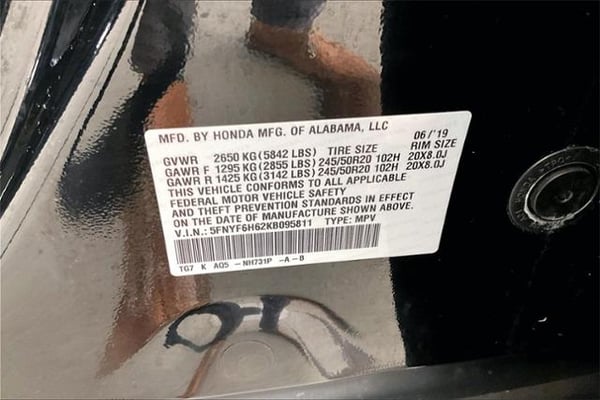 MFD. BY HONDA MFG. OF ALABAMA, LLC 06/'19
GVWR 2650 KG (5842 LBS) TIRE SIZE RIM SIZE
GAWR F 1295 KG (2855 LBS) 245/50R20 102H 20X8.0J
GAWR R 1425 KG (3142 LBS) 245/50R20 102H 20X8.0J
THIS VEHICLE CONFORMS TO ALL APPLICABLE
FEDERAL MOTOR VEHICLE SAFETY
AND THEFT PREVENTION STANDARDS IN EFFECT
ON THE DATE OF MANUFACTURE SHOWN ABOVE.
V.I.N.: 5FNYF6H62KB095811 TYPE: MPV
TG7 K AQ5 -NH731P -A-B